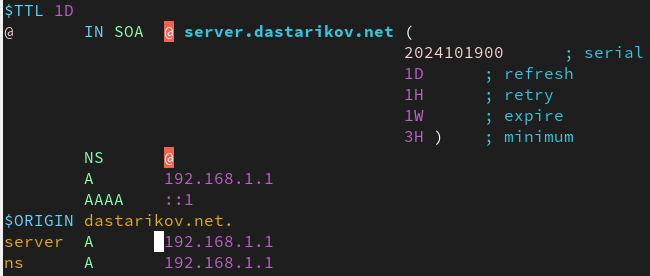 $TTL 1D
@ IN SOA @ server.dastarikov.net (
2024101900 ; serial
1D ; refresh
1H ; retry
1W ; expire
3H ) ; minimum
NS @
A 192.168.1.1
AAAA ::1
$ORIGIN dastarikov.net.
server A 192.168.1.1
ns A 192.168.1.1